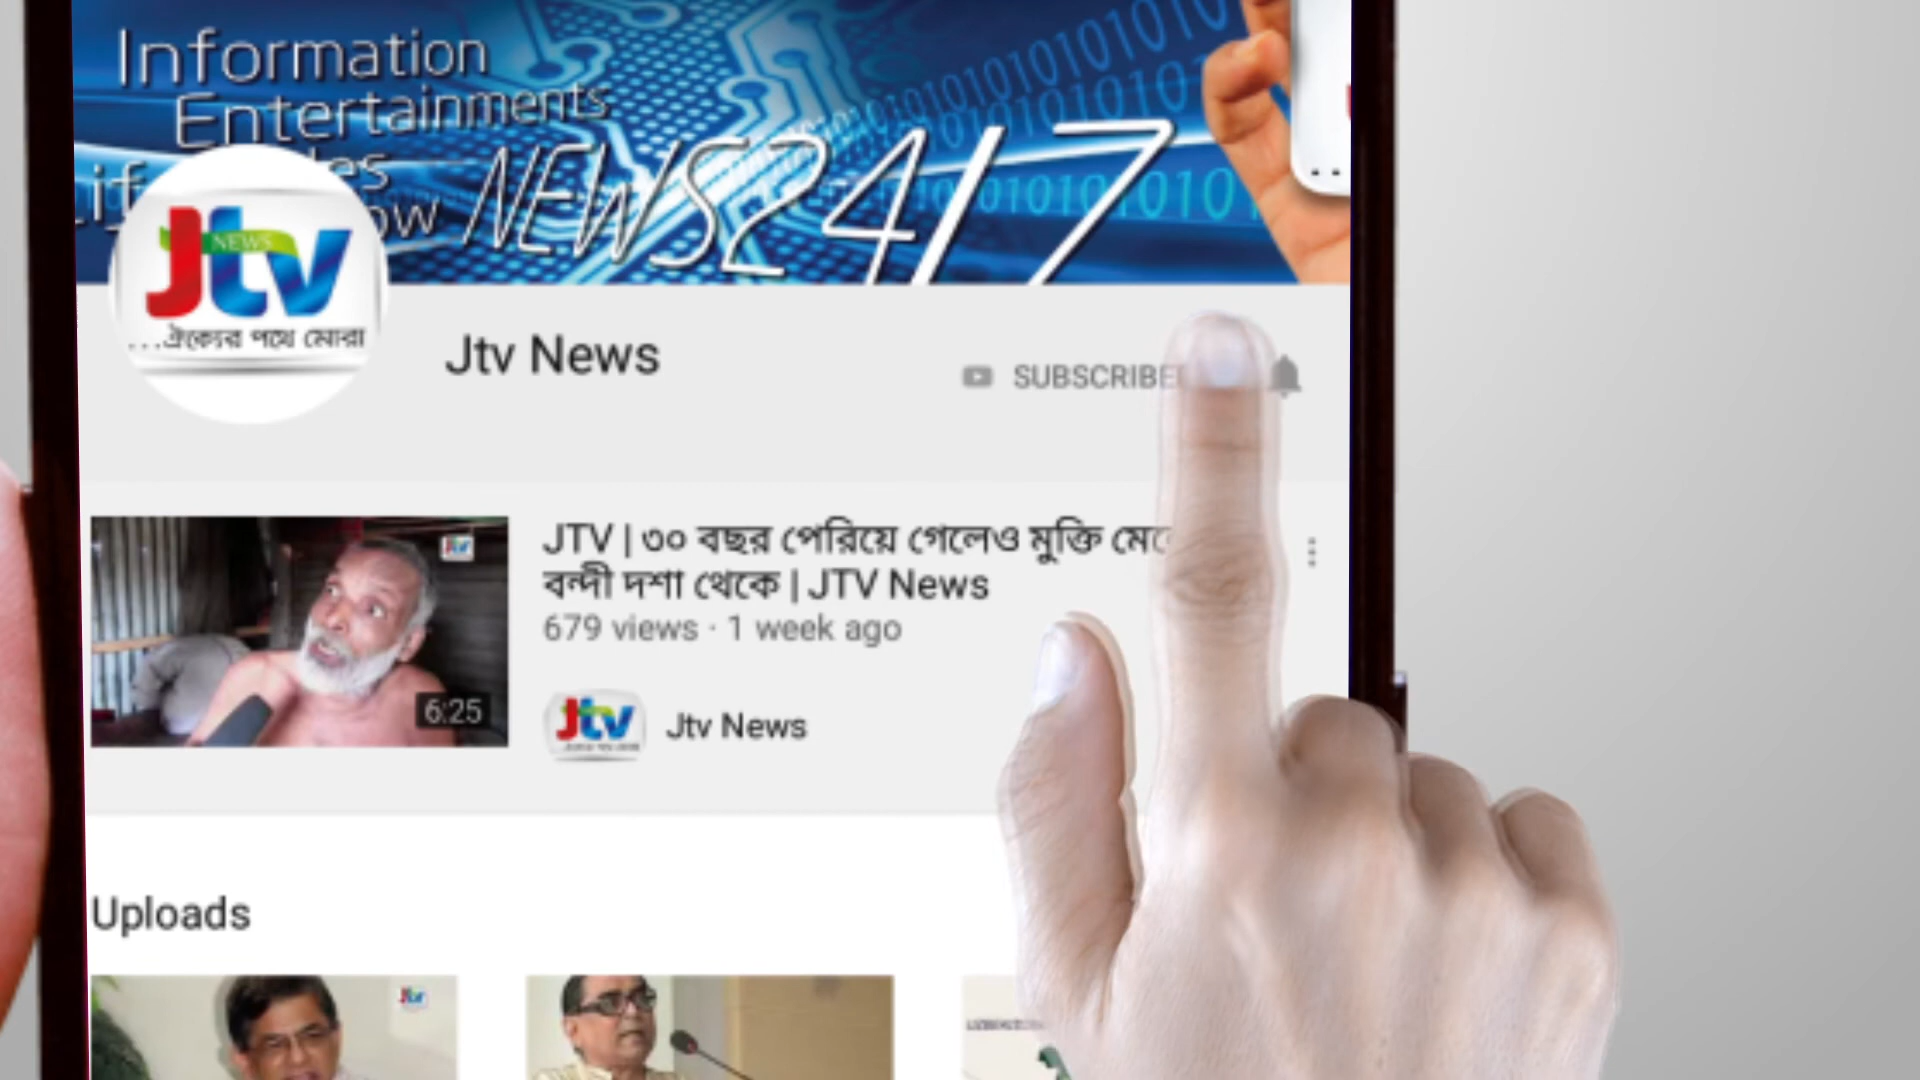 Information
Entertainments
NEWS24/7
Jtv
NEWS
...ঐক্যের পথে মোরা
Jtv News
SUBSCRIBE
JTV | ৩০ বছর পেরিয়ে গেলেও মুক্তি
বন্দী দশা থেকে | JTV News
679 views · 1 week ago
6:25
Jtv
Jtv News
Uploads